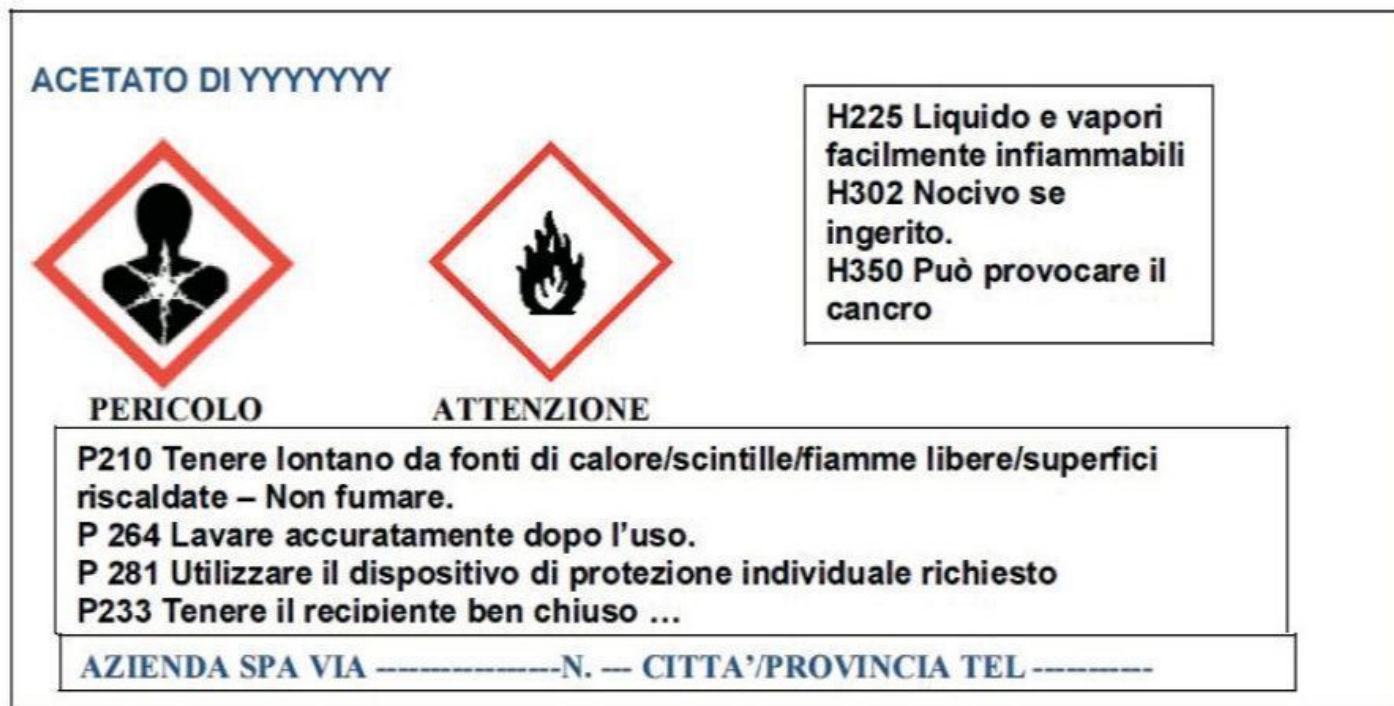 ACETATO DI YYYYYYY
H225 Liquido e vapori
facilmente infiammabili
H302 Nocivo se
ingerito.
H350 Può provocare il
cancro
PERICOLO
ATTENZIONE
P210 Tenere lontano da fonti di calore/scintille/fiamme libere/superfici
riscaldate – Non fumare.
P 264 Lavare accuratamente dopo l’uso.
P 281 Utilizzare il dispositivo di protezione individuale richiesto
P233 Tenere il recipiente ben chiuso …
AZIENDA SPA VIA -----------------N. --- CITTA’/PROVINCIA TEL -----------